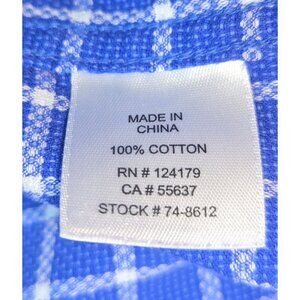 MADE IN
CHINA
100% COTTON
RN # 124179
CA # 55637
STOCK # 74-8612